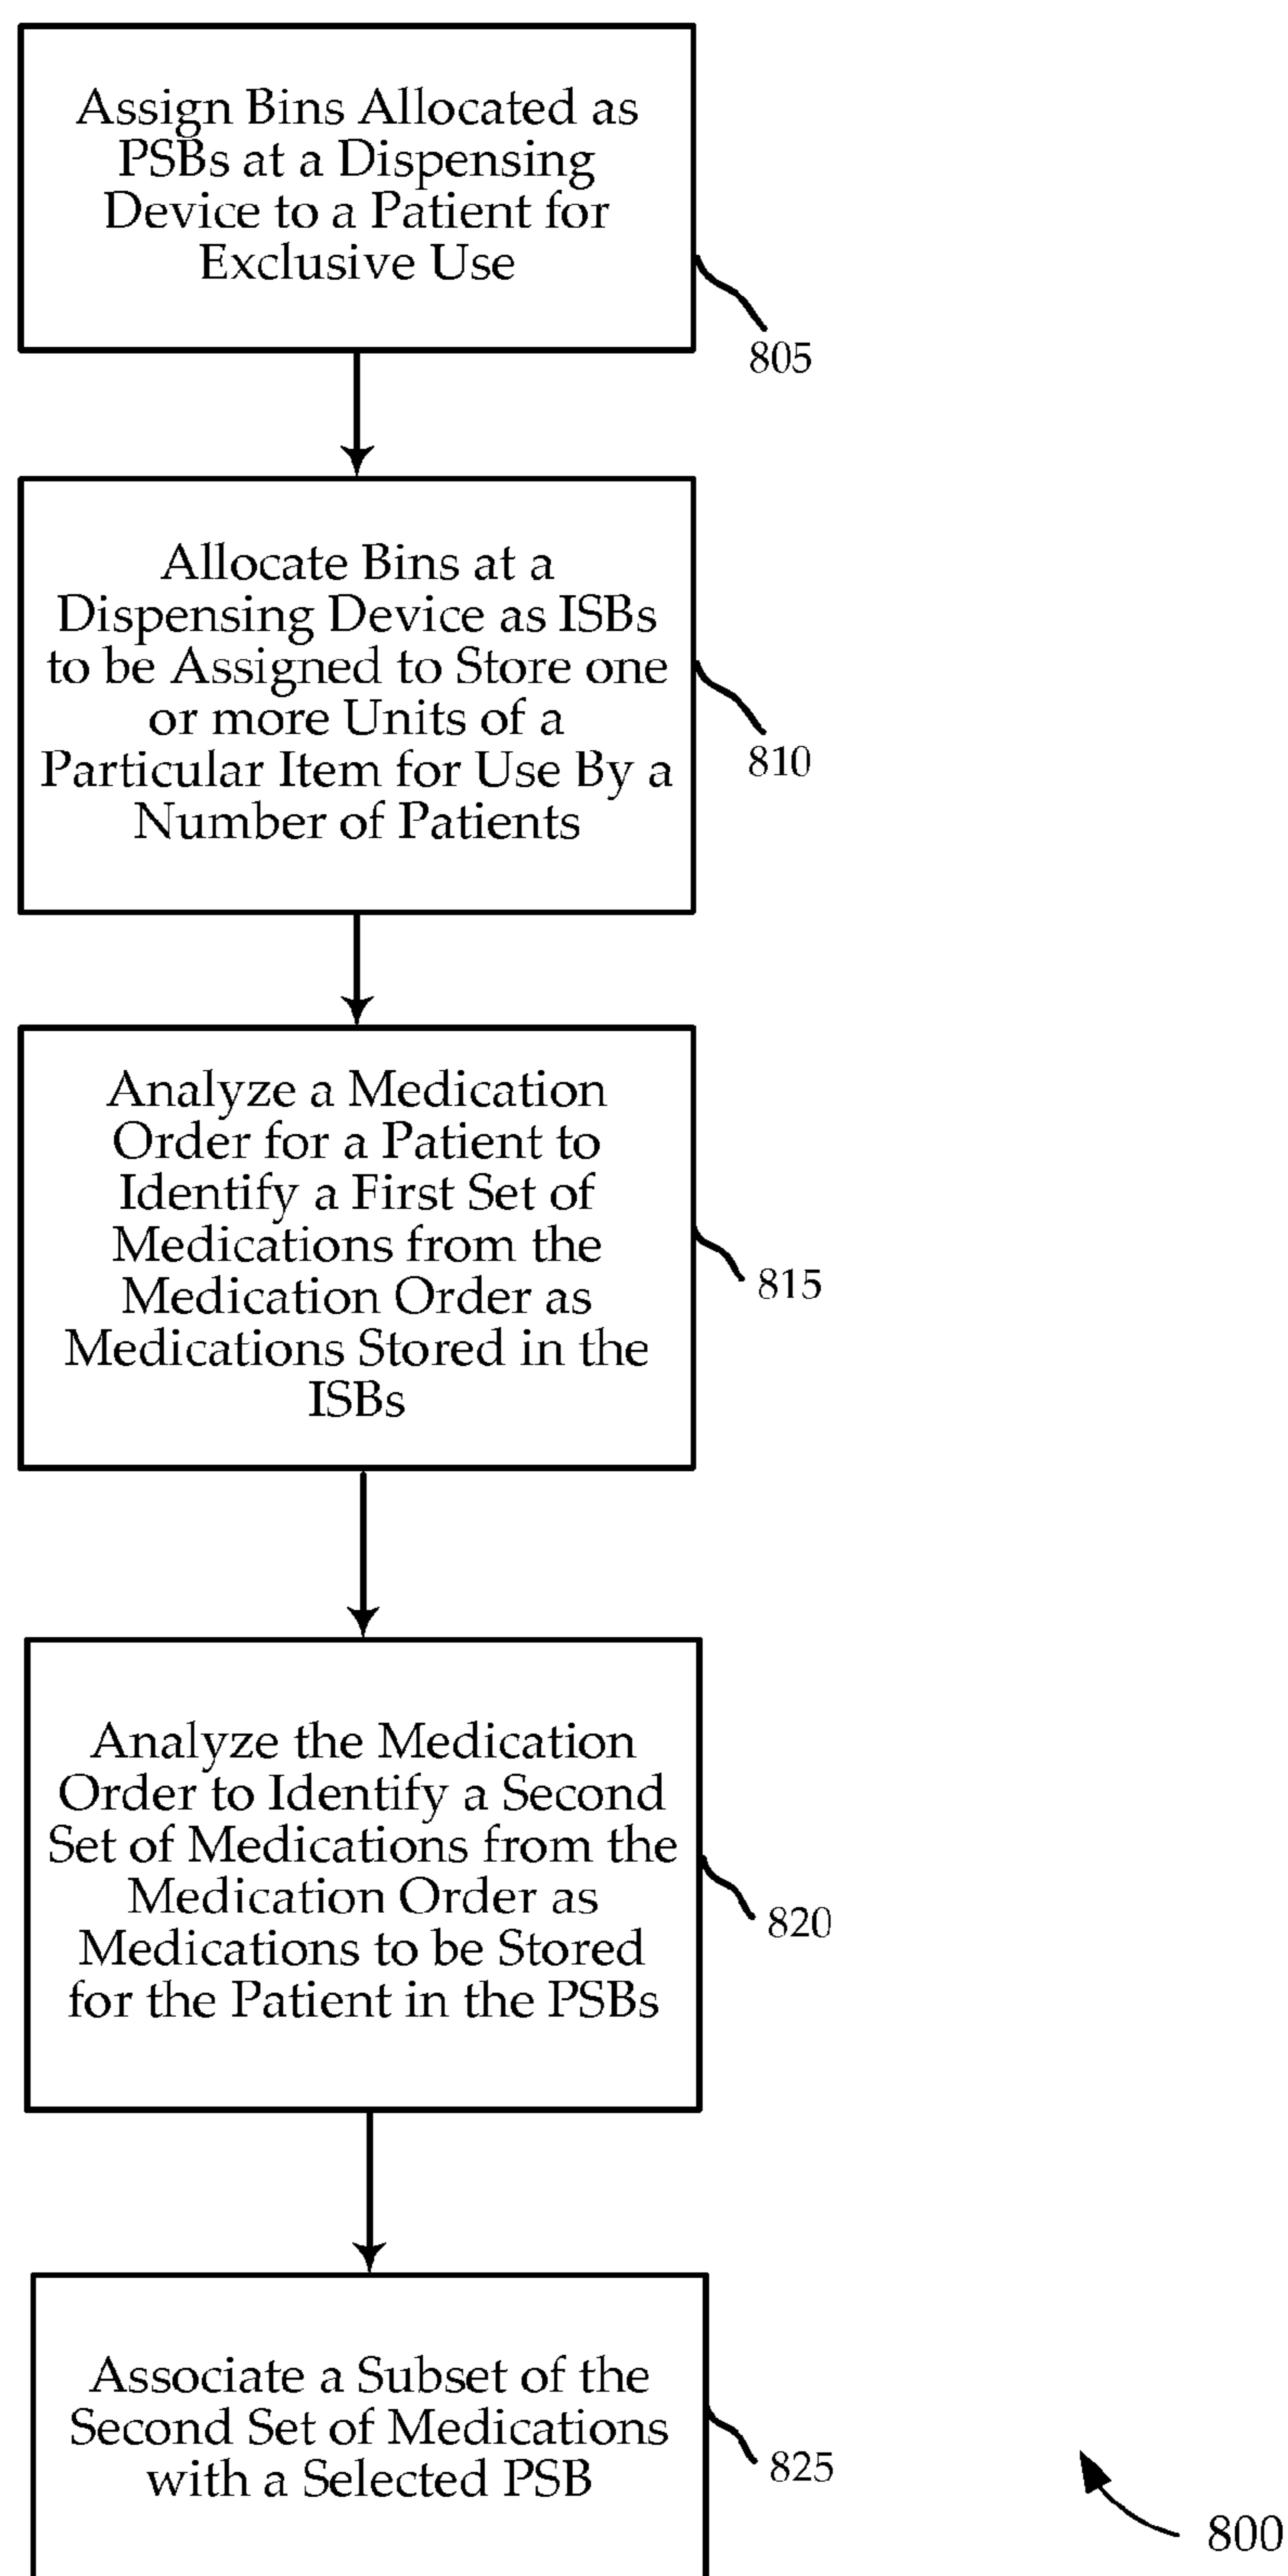 Assign Bins Allocated as
PSBs at a Dispensing
Device to a Patient for
Exclusive Use
805
Allocate Bins at a
Dispensing Device as ISBs
to be Assigned to Store one
or more Units of a
Particular Item for Use By a
Number of Patients
810
Analyze a Medication
Order for a Patient to
Identify a First Set of
Medications from the
Medication Order as
Medications Stored in the
ISBs
815
Analyze the Medication
Order to Identify a Second
Set of Medications from the
Medication Order as
Medications to be Stored
for the Patient in the PSBs
820
Associate a Subset of the
Second Set of Medications
with a Selected PSB
825
800